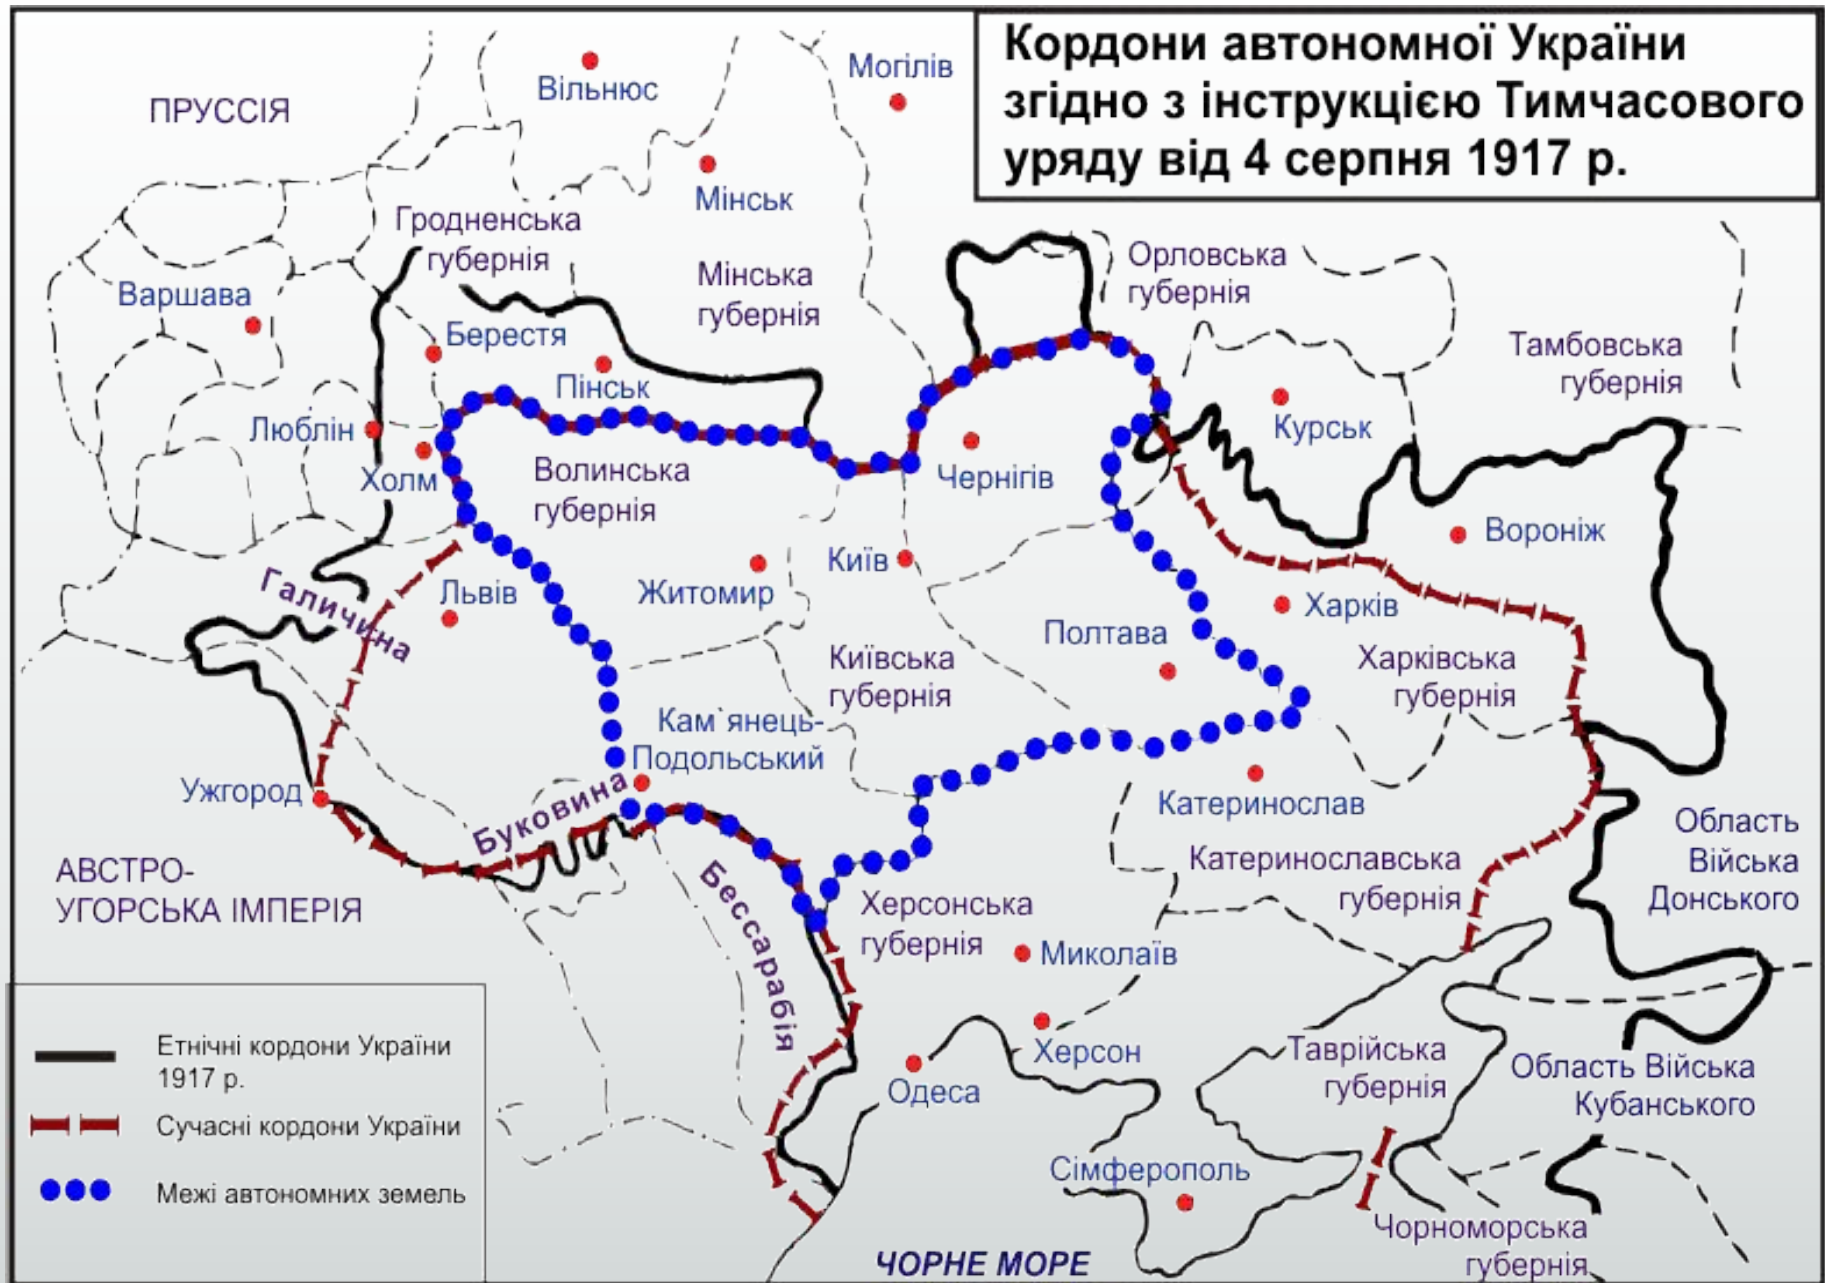 Кордони автономної України
згідно з інструкцією Тимчасового
уряду від 4 серпня 1917 р.
Вільнюс
Могілів
ПРУССІЯ
Мінськ
Гродненська
губернія
Мінська
губернія
Орловська
губернія
Варшава
Берестя
Пінськ
Тамбовська
губернія
Люблін
Холм
Курськ
Волинська
губернія
Чернігів
Вороніж
Київ
Галичина
Львів
Житомир
Харків
Полтава
Київська
губернія
Харківська
губернія
Кам`янець-
Подольський
Ужгород
Буковина
Катеринослав
Область
Війська
Донського
АВСТРО-
УГОРСЬКА ІМПЕРІЯ
Бессарабія
Катеринославська
губернія
Херсонська
губернія
Миколаїв
Херсон
Одеса
Таврійська
губернія
Область Війська
Кубанського
Сімферополь
Чорноморська
губернія
ЧОРНЕ МОРЕ
Етнічні кордони України
1917 р.
Сучасні кордони України
Межі автономних земель